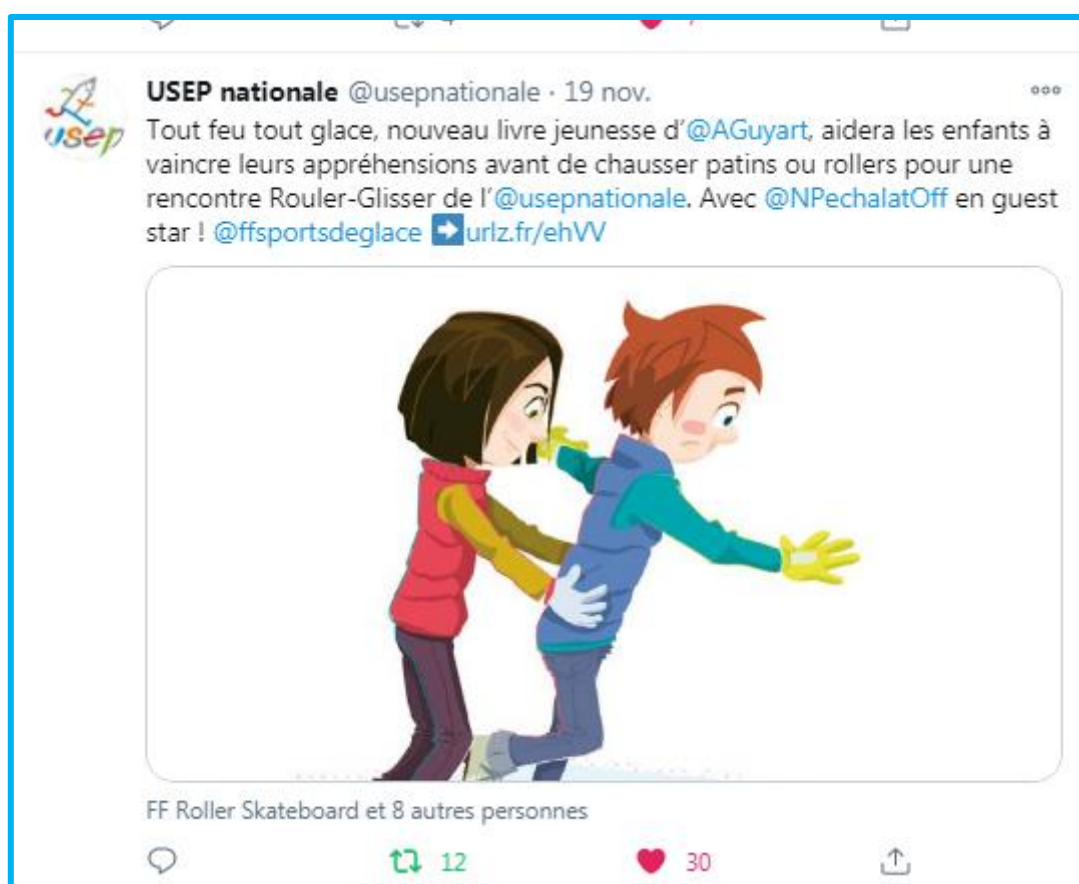 USEP nationale @usepnationale · 19 nov.
usep
Tout feu tout glace, nouveau livre jeunesse d'@AGuyart, aidera les enfants à
vaincre leurs appréhensions avant de chausser patins ou rollers pour une
rencontre Rouler-Glisser de l'@usepnationale. Avec @NPechalatOff en guest
star ! @ffsportsdeglace ➡urlz.fr/ehVV
FF Roller Skateboard et 8 autres personnes
12 30